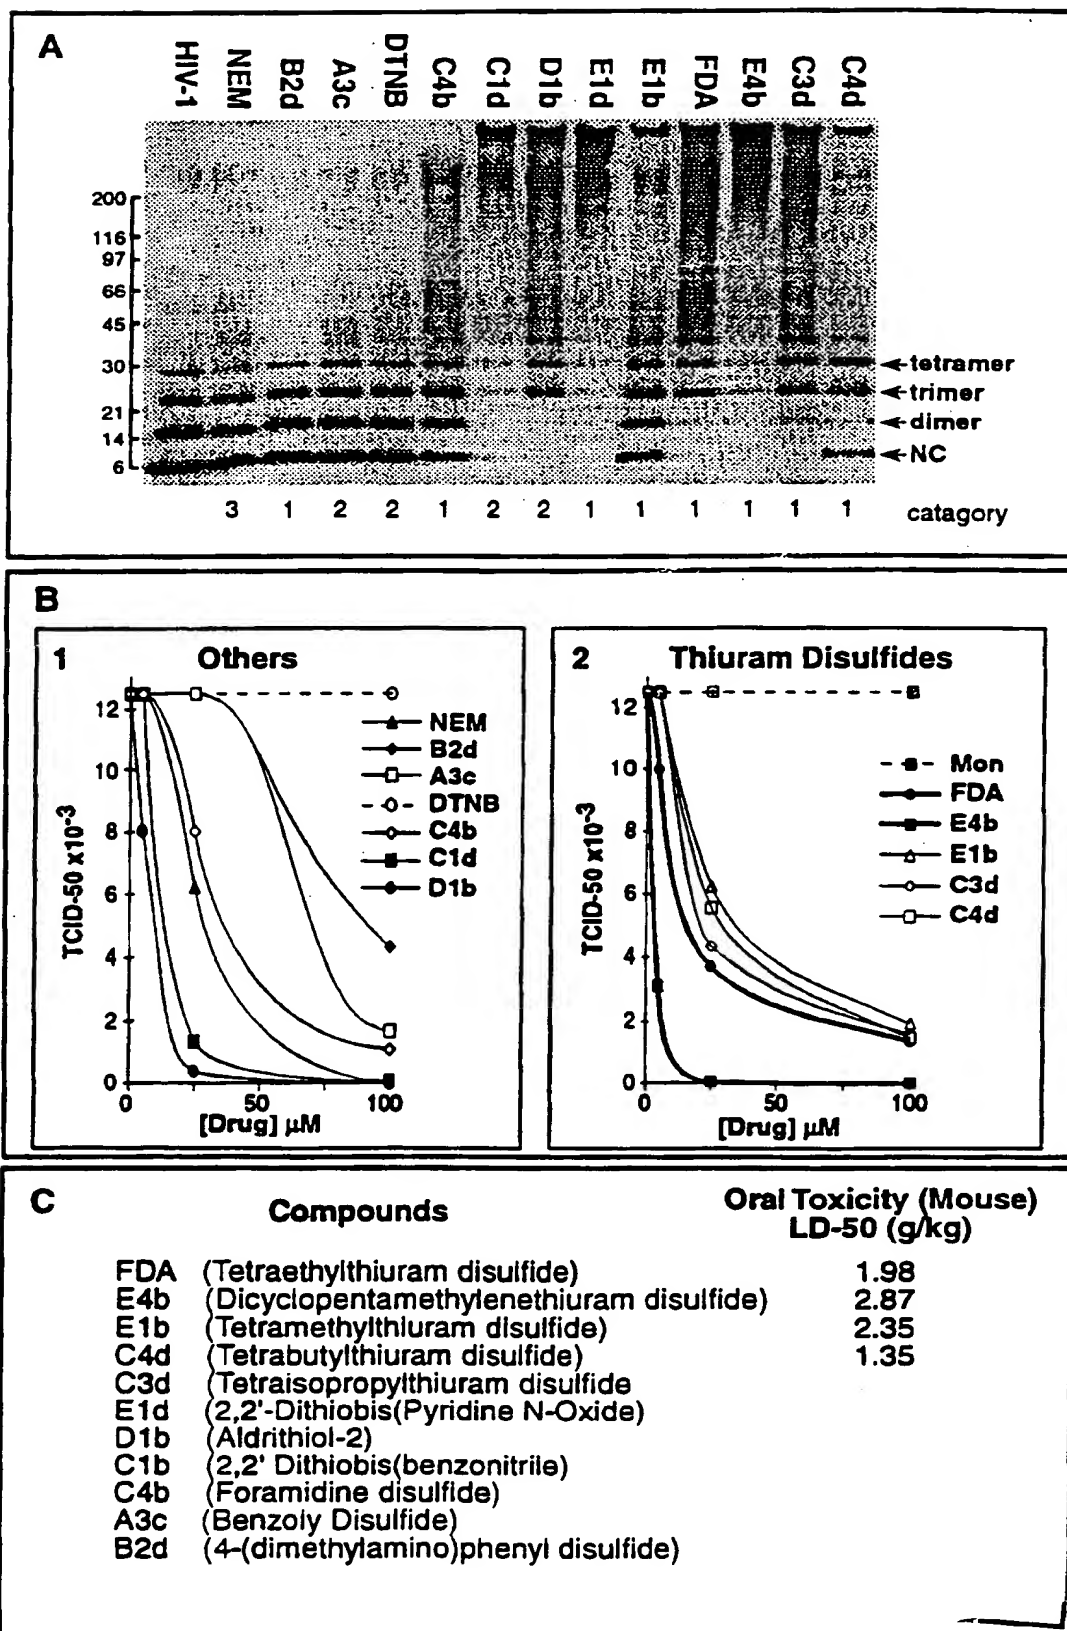 A
HIV-1 NEM B2d A3c DTNB C4b C1d D1b E1d E1b FDA E4b C3d C4d
200
116
97
66
45
30
21
14
6
tetramer
trimer
dimer
NC
3 1 2 2 1 2 2 1 1 1 1 1 1 catagory
B
1 Others
12
10
8
6
4
2
0
TCID-50 x10-3
NEM
B2d
A3c
DTNB
C4b
C1d
D1b
0 50 100
[Drug] µM
2 Thiuram Disulfides
12
10
8
6
4
2
0
TCID-50 x10-3
Mon
FDA
E4b
E1b
C3d
C4d
0 50 100
[Drug] µM
C
Compounds
Oral Toxicity (Mouse)
LD-50 (g/kg)
FDA (Tetraethylthiuram disulfide) 1.98
E4b (Dicyclopentamethylenethiuram disulfide) 2.87
E1b (Tetramethylthiuram disulfide) 2.35
C4d (Tetrabutylthiuram disulfide) 1.35
C3d (Tetraisopropylthiuram disulfide
E1d (2,2'-Dithiobis(Pyridine N-Oxide)
D1b (Aldrithiol-2)
C1b (2,2' Dithiobis(benzonitrile)
C4b (Foramidine disulfide)
A3c (Benzoly Disulfide)
B2d (4-(dimethylamino)phenyl disulfide)